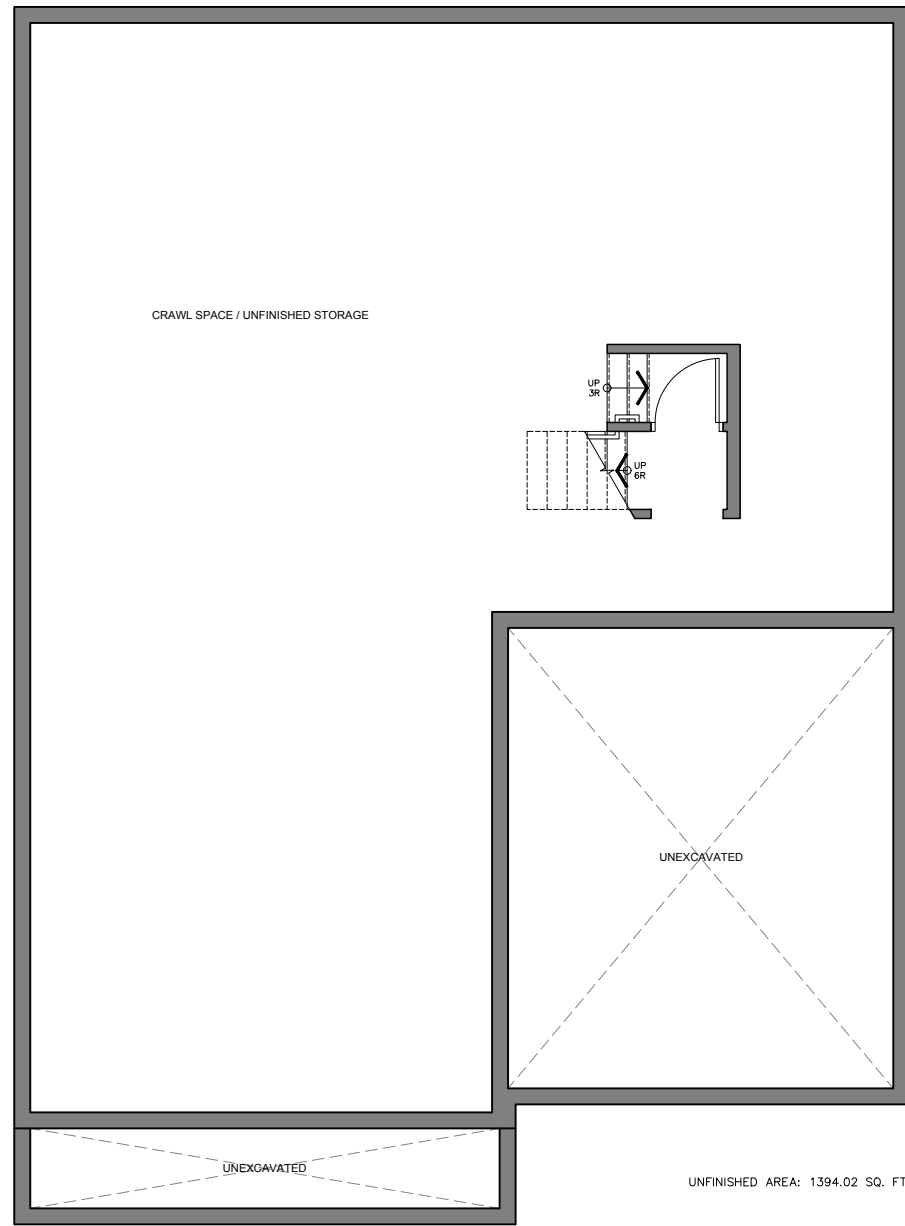 CRAWL SPACE / UNFINISHED STORAGE
UP
3R
UP
6R
UNEXCAVATED
UNEXCAVATED
UNFINISHED AREA: 1394.02 SQ. FT